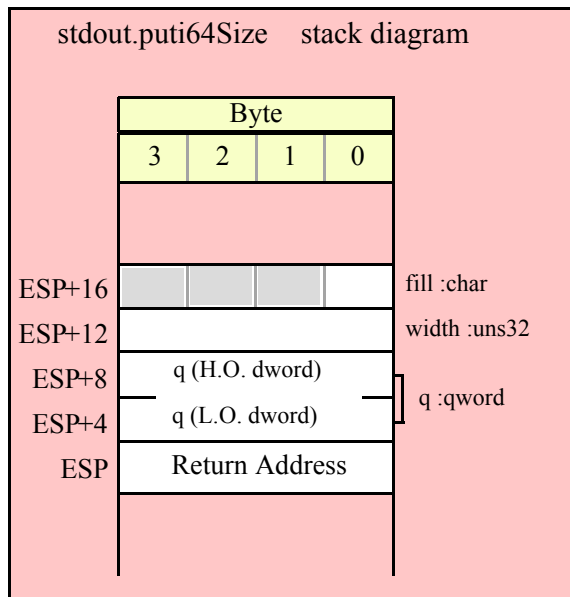 stdout.puti64Size stack diagram
Byte
3 2 1 0
ESP+16 fill :char
ESP+12 width :uns32
ESP+8 q (H.O. dword)
q :qword
ESP+4 q (L.O. dword)
ESP Return Address